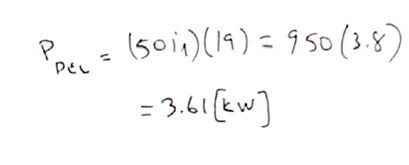 P_DEL = (50i₁)(19) = 950(3.8)
= 3.61[kW]